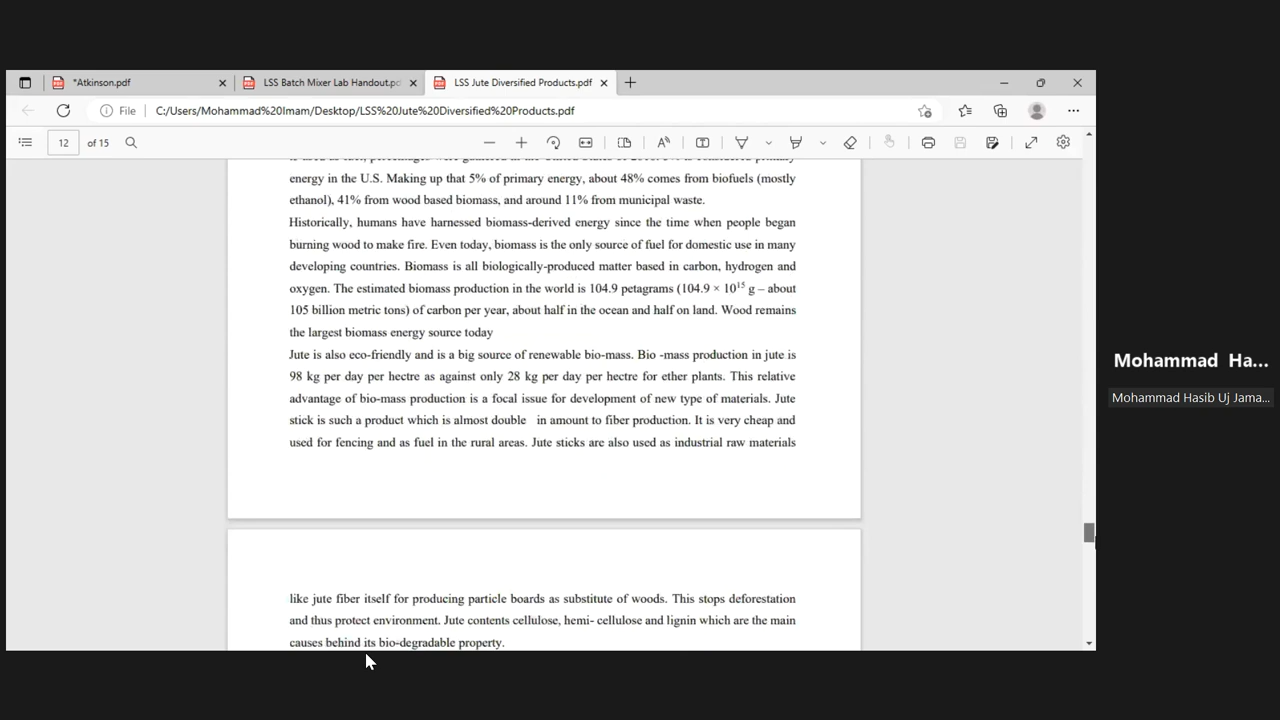 *Atkinson.pdf
LSS Batch Mixer Lab Handout.pd
LSS Jute Diversified Products.pdf
File
C:/Users/Mohammad%20Imam/Desktop/LSS%20Jute%20Diversified%20Products.pdf
12 of 15
energy in the U.S. Making up that 5% of primary energy, about 48% comes from biofuels (mostly
ethanol), 41% from wood based biomass, and around 11% from municipal waste.
Historically, humans have harnessed biomass-derived energy since the time when people began
burning wood to make fire. Even today, biomass is the only source of fuel for domestic use in many
developing countries. Biomass is all biologically-produced matter based in carbon, hydrogen and
oxygen. The estimated biomass production in the world is 104.9 petagrams (104.9 × 10¹⁵ g – about
105 billion metric tons) of carbon per year, about half in the ocean and half on land. Wood remains
the largest biomass energy source today
Jute is also eco-friendly and is a big source of renewable bio-mass. Bio -mass production in jute is
98 kg per day per hectre as against only 28 kg per day per hectre for ether plants. This relative
advantage of bio-mass production is a focal issue for development of new type of materials. Jute
stick is such a product which is almost double in amount to fiber production. It is very cheap and
used for fencing and as fuel in the rural areas. Jute sticks are also used as industrial raw materials
like jute fiber itself for producing particle boards as substitute of woods. This stops deforestation
and thus protect environment. Jute contents cellulose, hemi- cellulose and lignin which are the main
causes behind its bio-degradable property.
Mohammad Ha...
Mohammad Hasib Uj Jama...